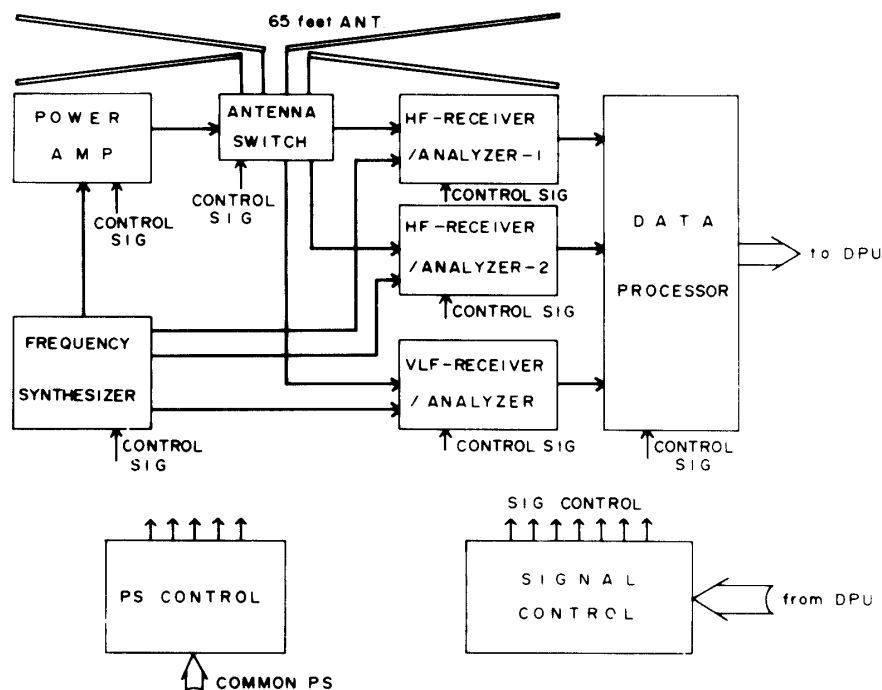 65 feet ANT.
POWER
AMP
ANTENNA
SWITCH
HF-RECEIVER
/ANALYZER-1
CONTROL
SIG
CONTROL
SIG
CONTROL SIG
HF-RECEIVER
/ANALYZER-2
CONTROL
SIG
DATA
PROCESSOR
to DPU
FREQUENCY
SYNTHESIZER
VLF-RECEIVER
/ANALYZER
CONTROL
SIG
CONTROL
SIG
CONTROL
SIG
SIG CONTROL
PS CONTROL
SIGNAL
CONTROL
from DPU
COMMON PS